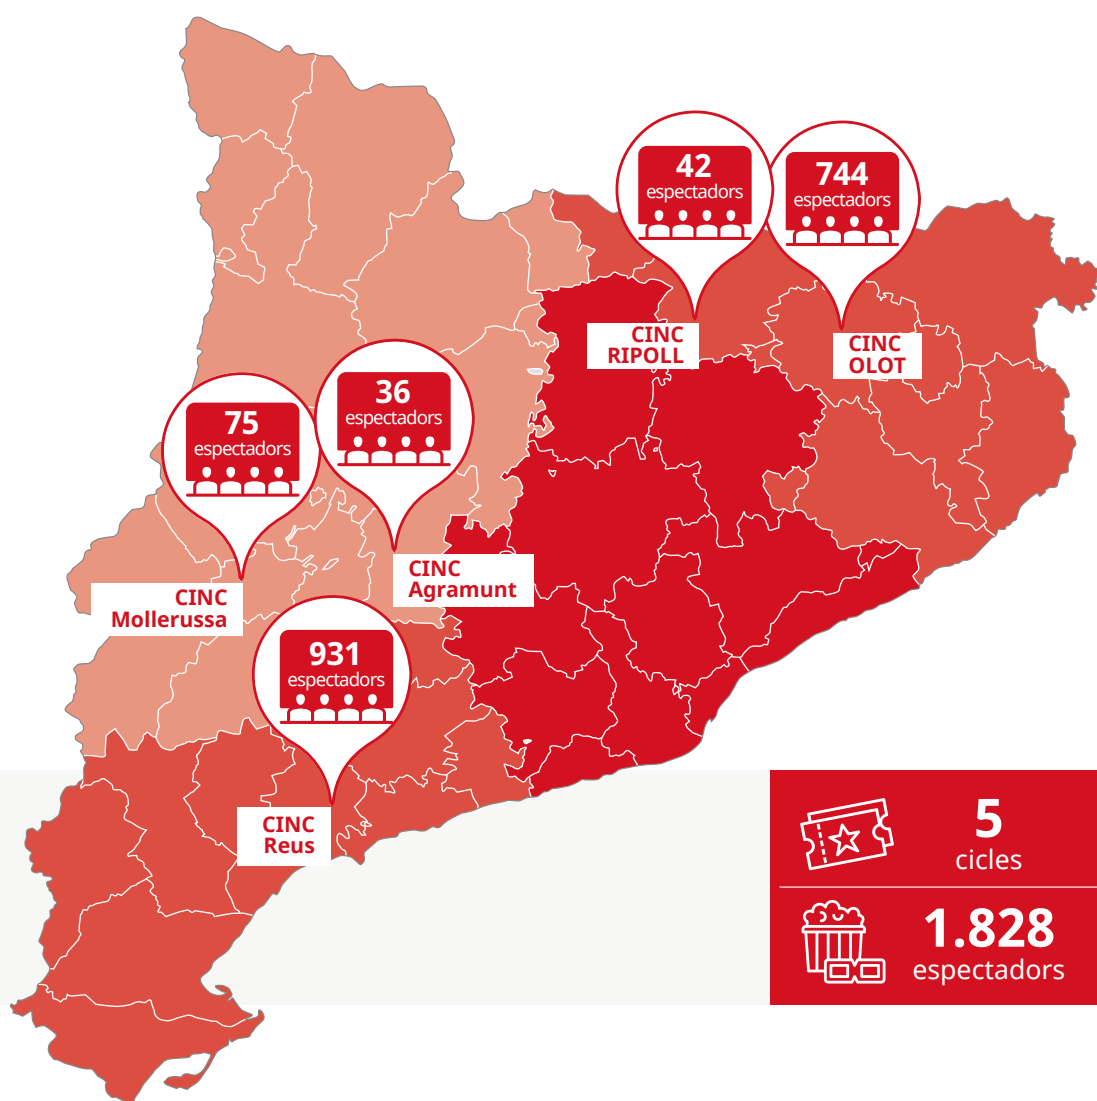 42
espectadors
CINC
RIPOLL
744
espectadors
CINC
OLOT
36
espectadors
CINC
Agramunt
75
espectadors
CINC
Mollerussa
931
espectadors
CINC
Reus
5
cicles
1.828
espectadors